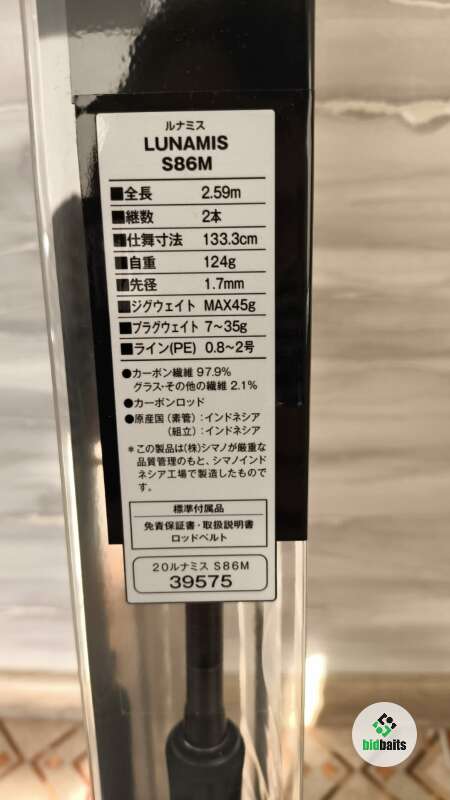 ルナミス
LUNAMIS
S86M
■全長 2.59m
■継数 2本
■仕舞寸法 133.3cm
■自重 124g
■先径 1.7mm
■ジグウェイト MAX45g
■プラグウェイト 7〜35g
■ライン(PE) 0.8〜2号
●カーボン繊維 97.9%
グラス・その他の繊維 2.1%
●カーボンロッド
●原産国(素管):インドネシア
(組立):インドネシア
*この製品は(株)シマノが厳重な
品質管理のもと、シマノインド
ネシア工場で製造したもので
す。
標準付属品
免責保証書・取扱説明書
ロッドベルト
20ルナミス S86M
39575
bidbaits